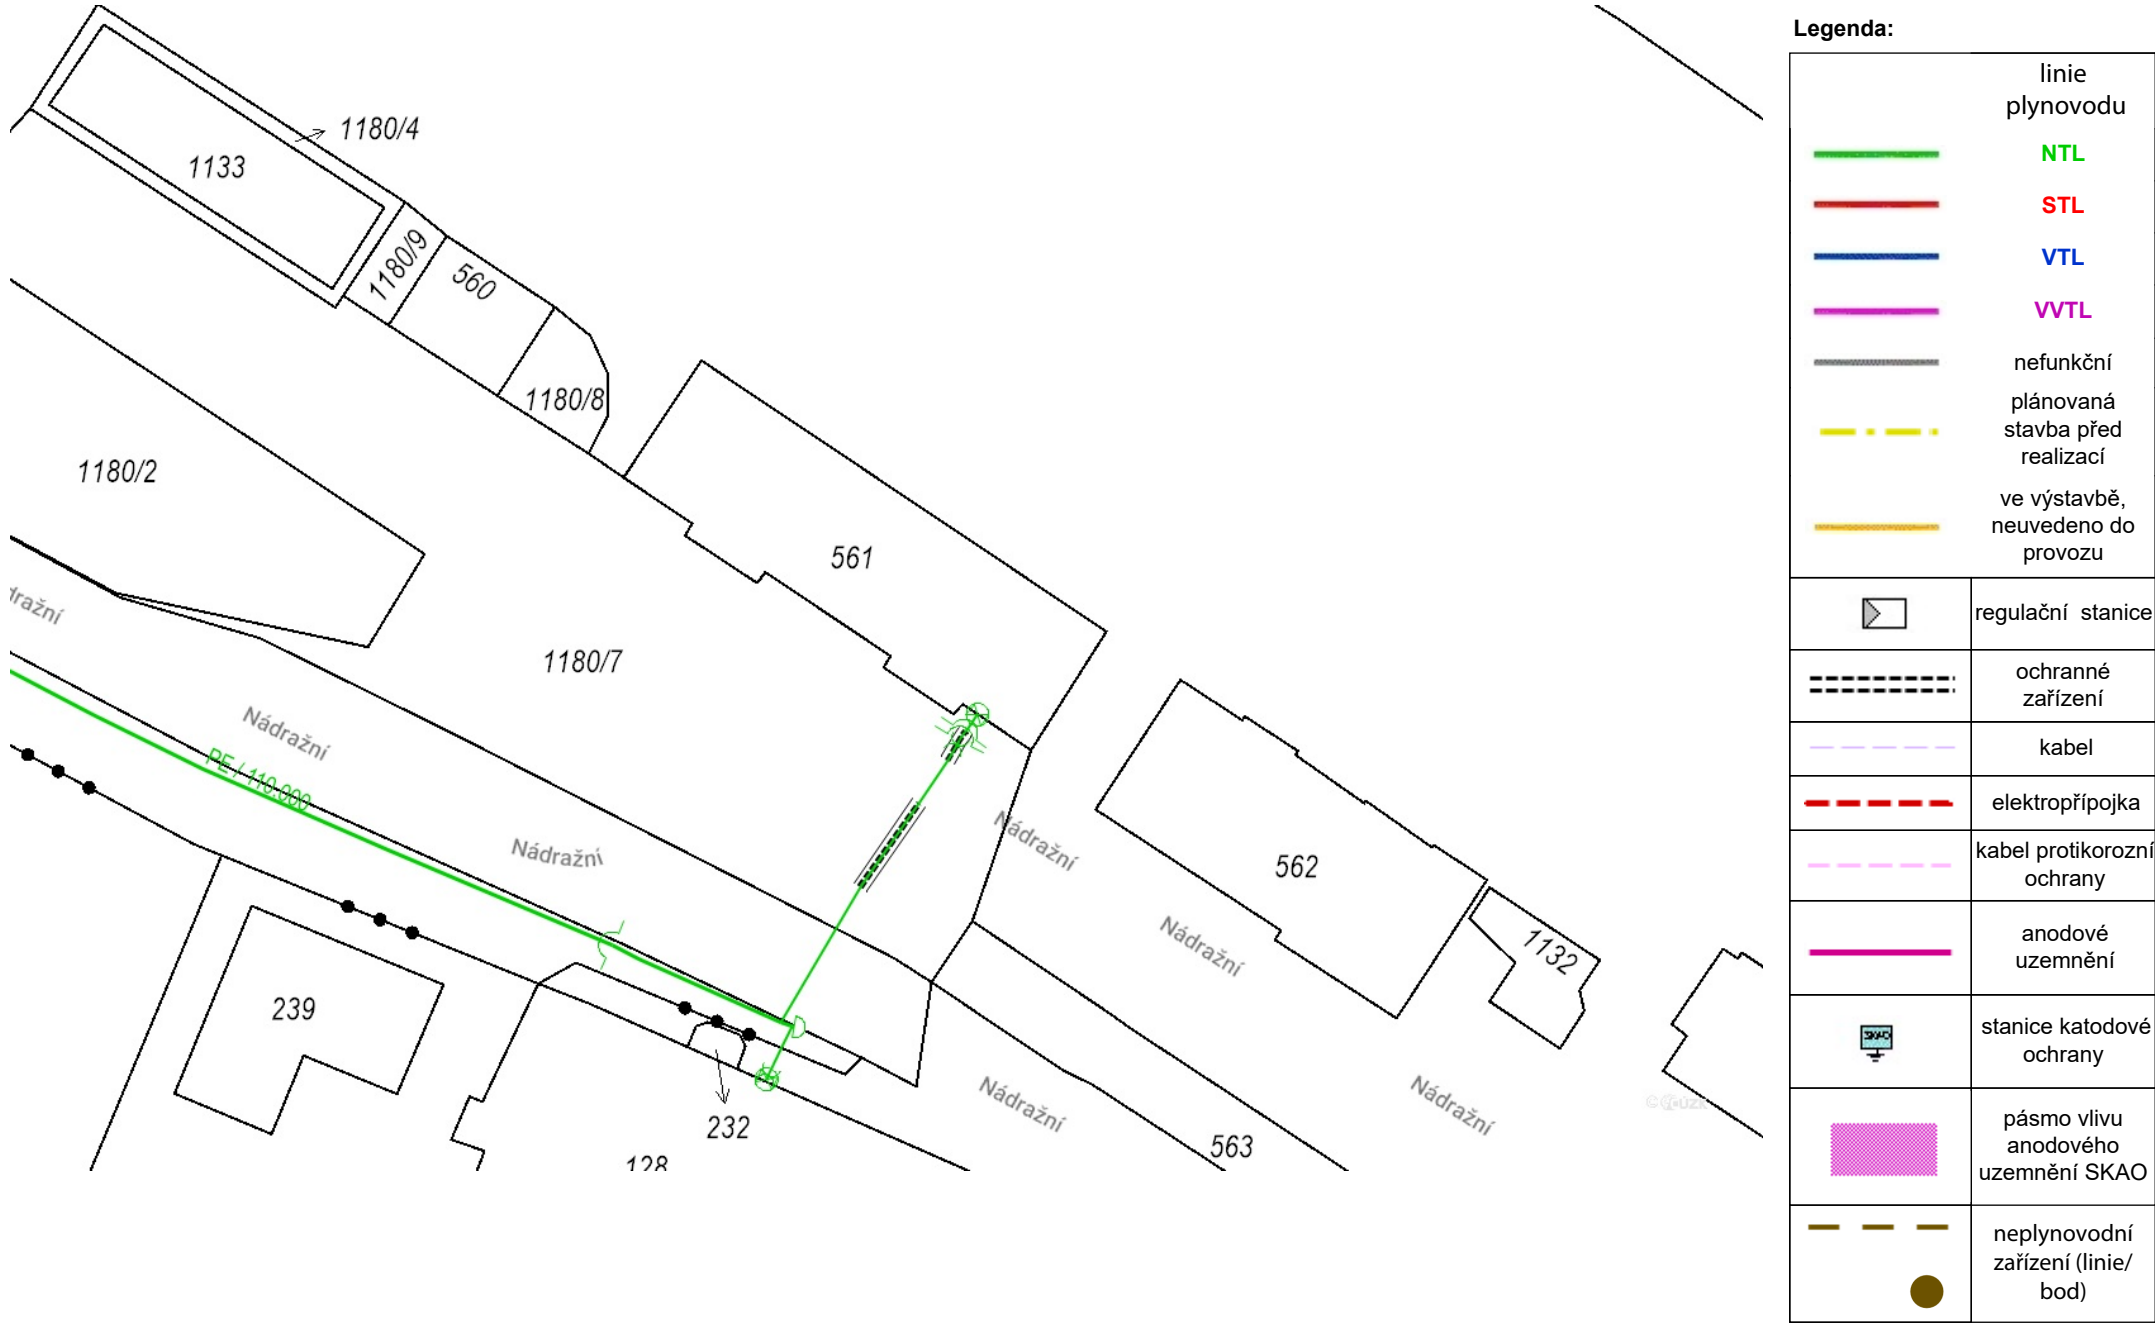 1180/4
1133
1180/9
560
1180/8
1180/2
561
1180/7
Nádražní
PE / 110.000
Nádražní
Nádražní
562
Nádražní
1132
239
232
128
Nádražní
563
Nádražní
Legenda:
linie
plynovodu
NTL
STL
VTL
VVTL
nefunkční
plánovaná
stavba před
realizací
ve výstavbě,
neuvedeno do
provozu
regulační stanice
ochranné
zařízení
kabel
elektropřípojka
kabel protikorozní
ochrany
anodové
uzemnění
SKAO
stanice katodové
ochrany
pásmo vlivu
anodového
uzemnění SKAO
neplynovodní
zařízení (linie/
bod)